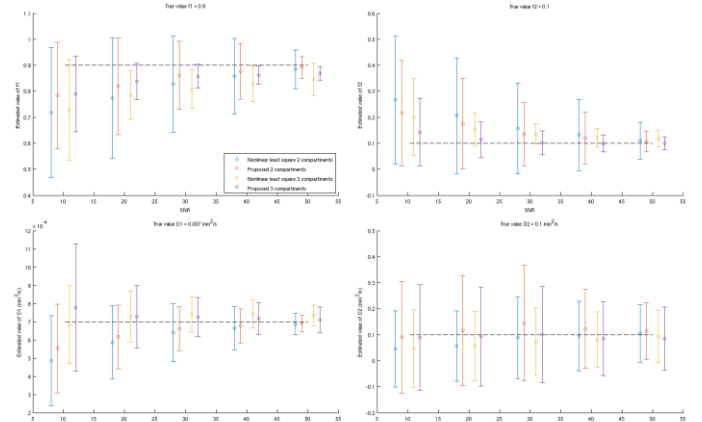 True value f1 = 0.9
Estimated value of f1
1.1
1
0.9
0.8
0.7
0.6
0.5
0.4
5 10 15 20 25 30 35 40 45 50 55
SNR
Nonlinear least square 2 compartments
Proposed 2 compartments
Nonlinear least square 3 compartments
Proposed 3 compartments
True value f2 = 0.1
Estimated value of f2
0.6
0.5
0.4
0.3
0.2
0.1
0
-0.1
5 10 15 20 25 30 35 40 45 50 55
SNR
True value D1 = 0.007 mm²/s
× 10⁻⁴
Estimated value of D1 (mm²/s)
12
11
10
9
8
7
6
5
4
3
2
5 10 15 20 25 30 35 40 45 50 55
True value D2 = 0.1 mm²/s
Estimated value of D2 (mm²/s)
0.6
0.5
0.4
0.3
0.2
0.1
0
-0.1
-0.2
5 10 15 20 25 30 35 40 45 50 55